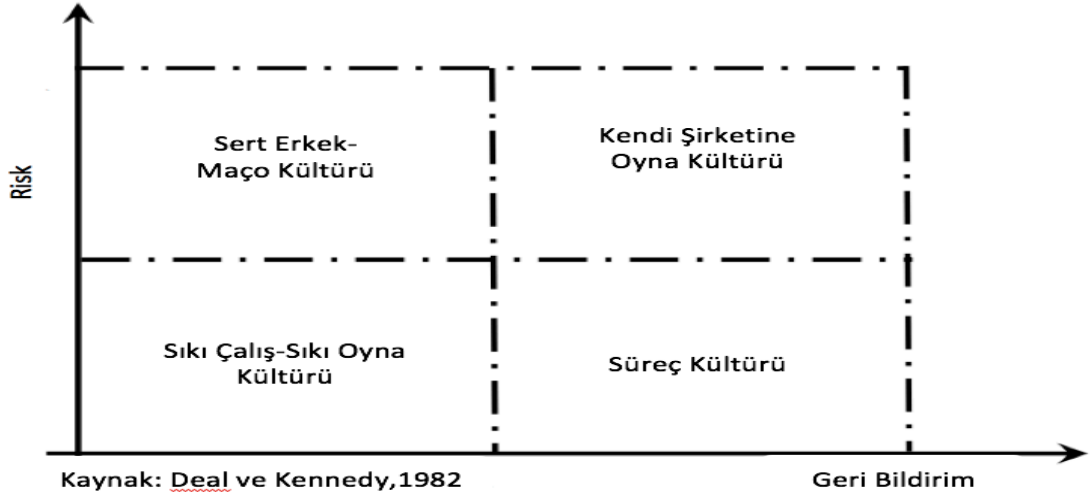 Sert Erkek-
Maço Kültürü
Kendi Şirketine
Oyna Kültürü
Risk
Sıkı Çalış-Sıkı Oyna
Kültürü
Süreç Kültürü
Kaynak: Deal ve Kennedy,1982
Geri Bildirim